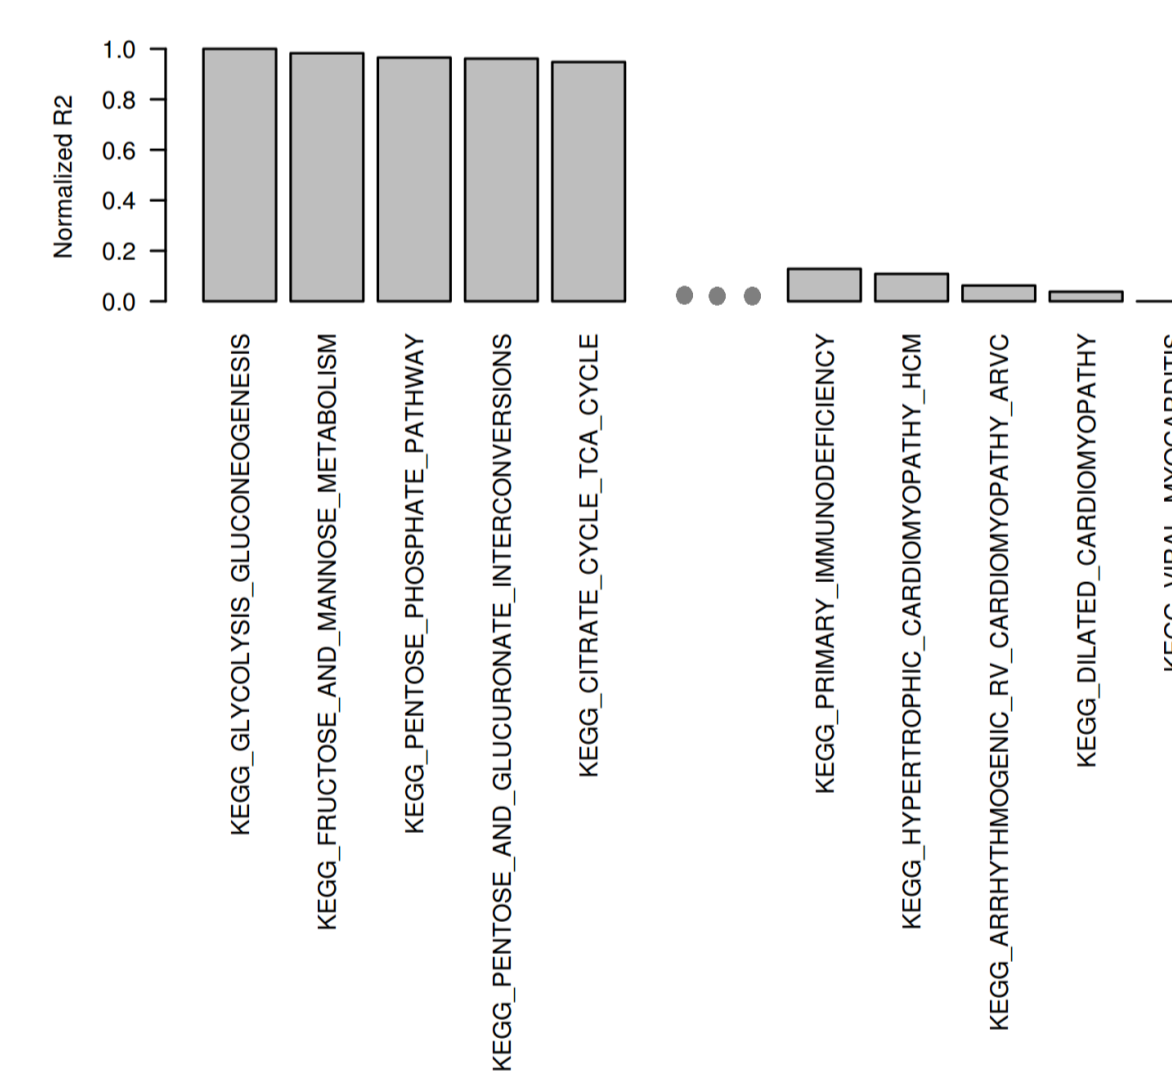 Normalized R2
1.0
0.8
0.6
0.4
0.2
0.0
KEGG_GLYCOLYSIS_GLUCONEOGENESIS
KEGG_FRUCTOSE_AND_MANNOSE_METABOLISM
KEGG_PENTOSE_PHOSPHATE_PATHWAY
KEGG_PENTOSE_AND_GLUCURONATE_INTERCONVERSIONS
KEGG_CITRATE_CYCLE_TCA_CYCLE
KEGG_PRIMARY_IMMUNODEFICIENCY
KEGG_HYPERTROPHIC_CARDIOMYOPATHY_HCM
KEGG_ARRHYTHMOGENIC_RV_CARDIOMYOPATHY_ARVC
KEGG_DILATED_CARDIOMYOPATHY
KEGG_VIRAL_MYOCARDITIS